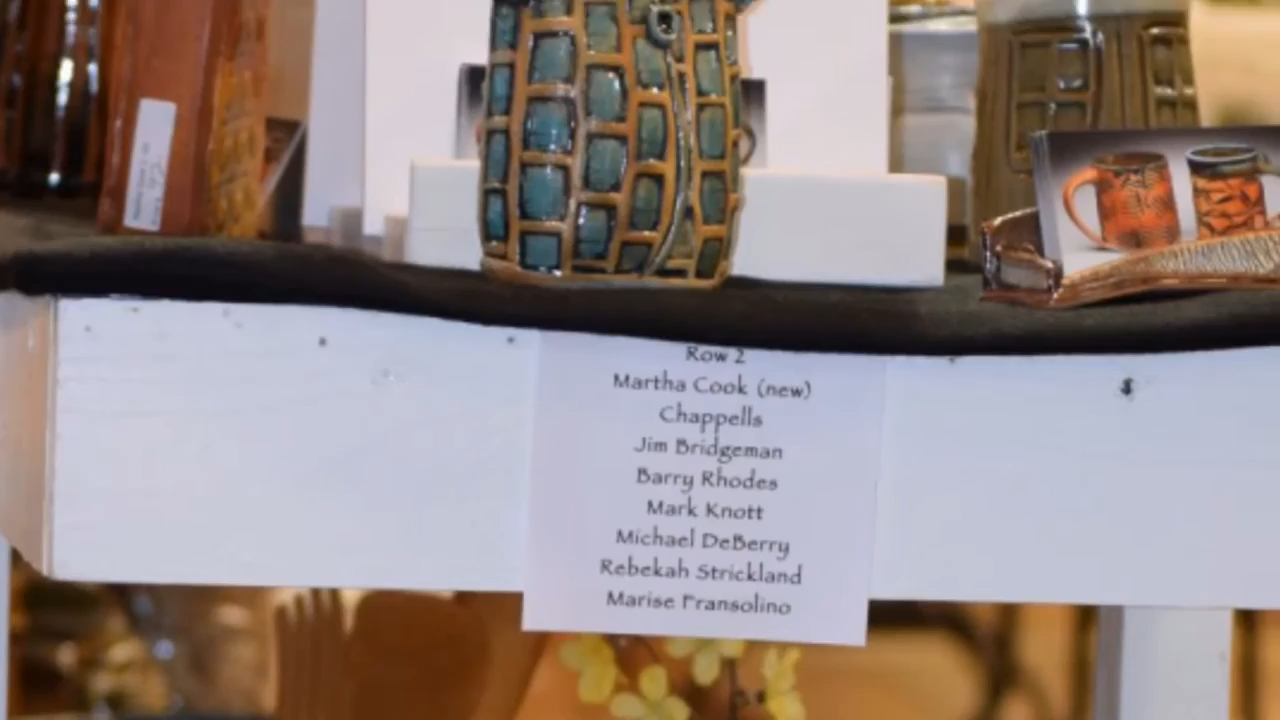 Row 2
Martha Cook (new)
Chappells
Jim Bridgeman
Barry Rhodes
Mark Knott
Michael DeBerry
Rebekah Strickland
Marise Fransolino